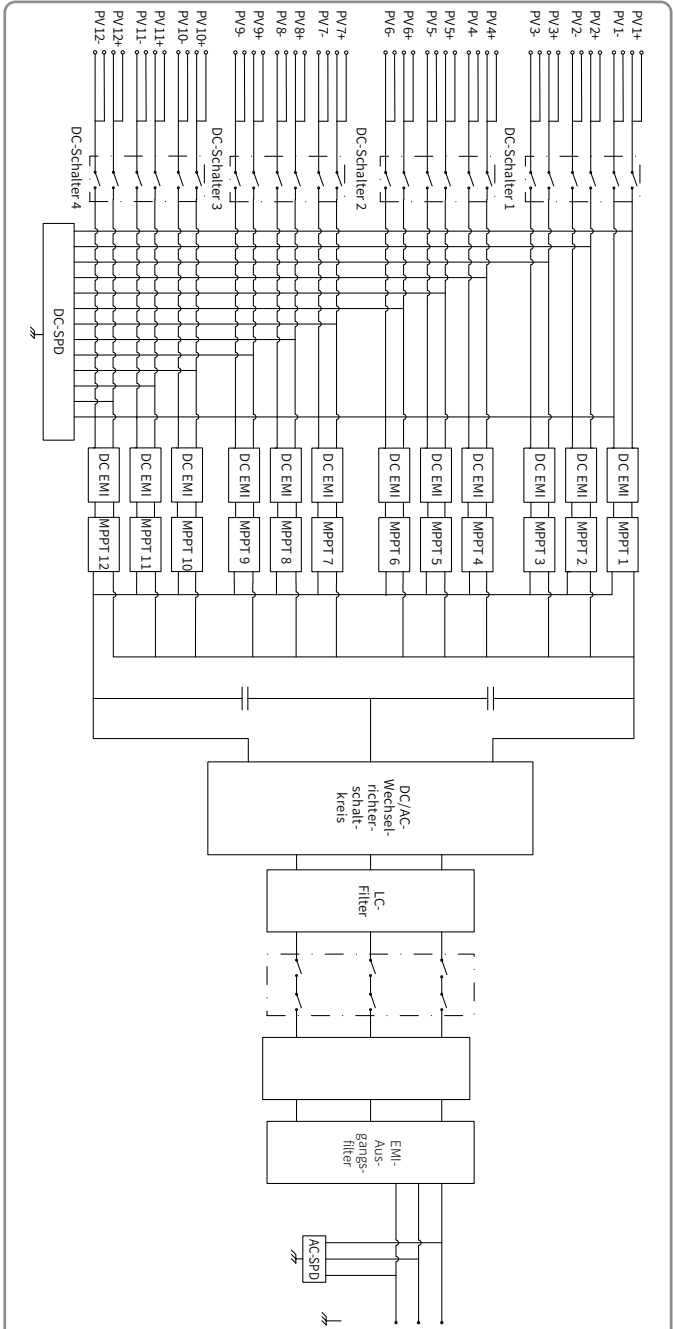 PV1+
PV1-
PV2+
PV2-
PV3+
PV3-
DC-Schalter 1
PV4+
PV4-
PV5+
PV5-
PV6+
PV6-
DC-Schalter 2
PV7+
PV7-
PV8+
PV8-
PV9+
PV9-
DC-Schalter 3
PV10+
PV10-
PV11+
PV11-
PV12+
PV12-
DC-Schalter 4
DC-SPD
DC EMI
MPPT 1
DC EMI
MPPT 2
DC EMI
MPPT 3
DC EMI
MPPT 4
DC EMI
MPPT 5
DC EMI
MPPT 6
DC EMI
MPPT 7
DC EMI
MPPT 8
DC EMI
MPPT 9
DC EMI
MPPT 10
DC EMI
MPPT 11
DC EMI
MPPT 12
DC/AC-
Wechsel-
richter-
schalt-
kreis
LC-
Filter
EMI-
Aus-
gangs-
filter
AC-SPD